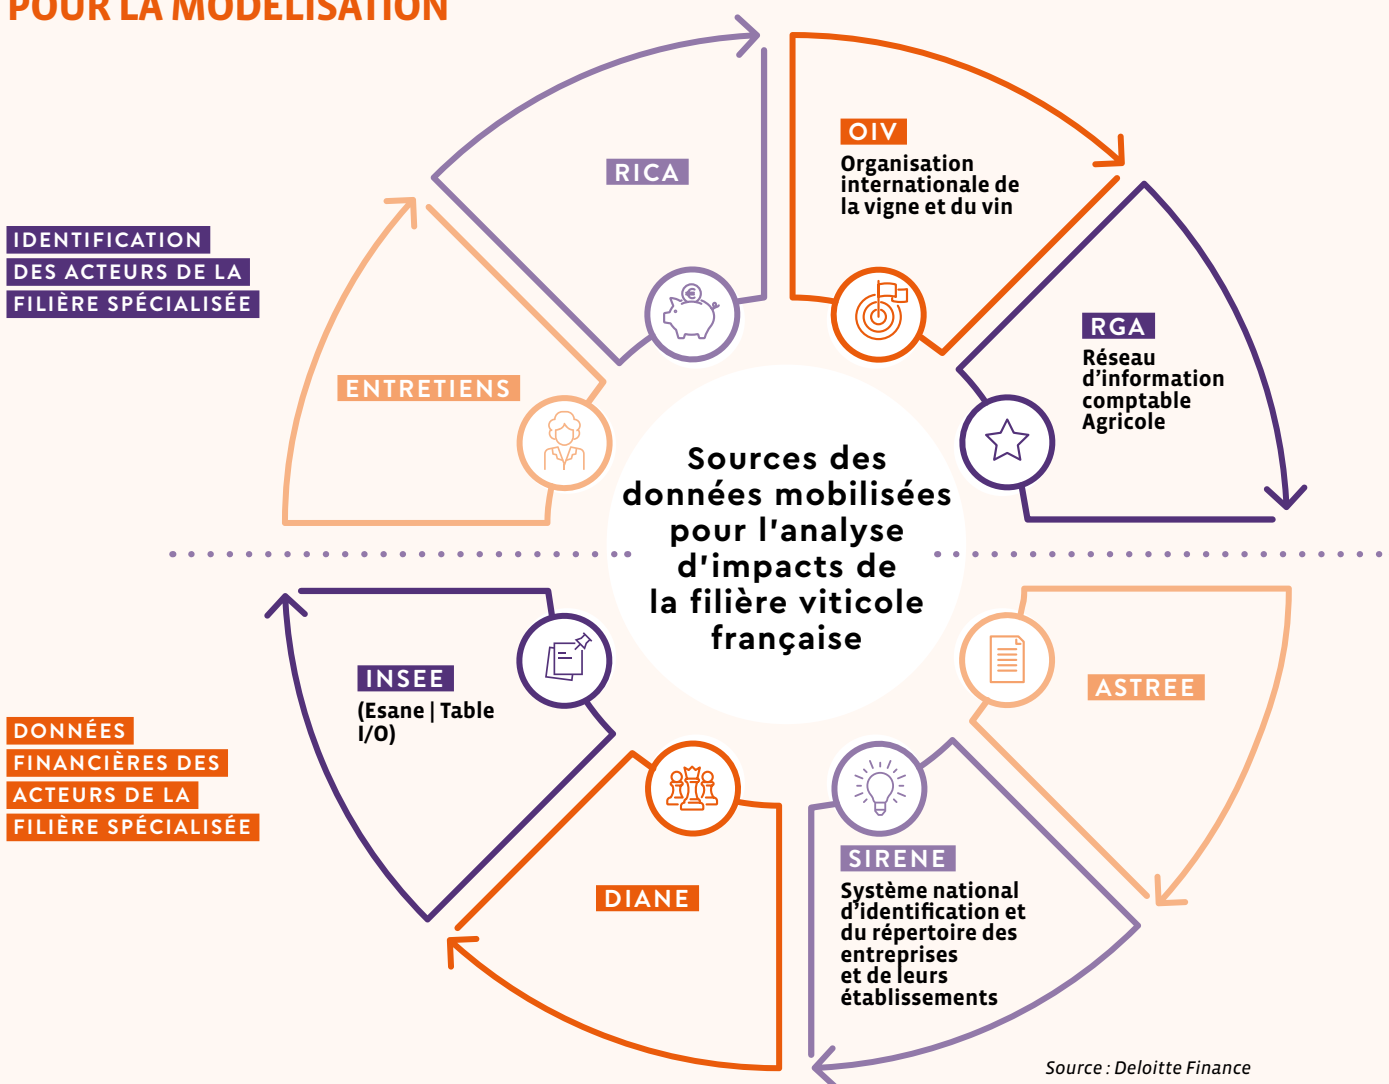 POUR LA MODÉLISATION
IDENTIFICATION
DES ACTEURS DE LA
FILIÈRE SPÉCIALISÉE
ENTRETIENS
RICA
OIV
Organisation
internationale de
la vigne et du vin
RGA
Réseau
d'information
comptable
Agricole
Sources des
données mobilisées
pour l'analyse
d'impacts de
la filière viticole
française
DONNÉES
FINANCIÈRES DES
ACTEURS DE LA
FILIÈRE SPÉCIALISÉE
INSEE
(Esane | Table
I/O)
DIANE
SIRENE
Système national
d'identification et
du répertoire des
entreprises
et de leurs
établissements
ASTREE
Source : Deloitte Finance